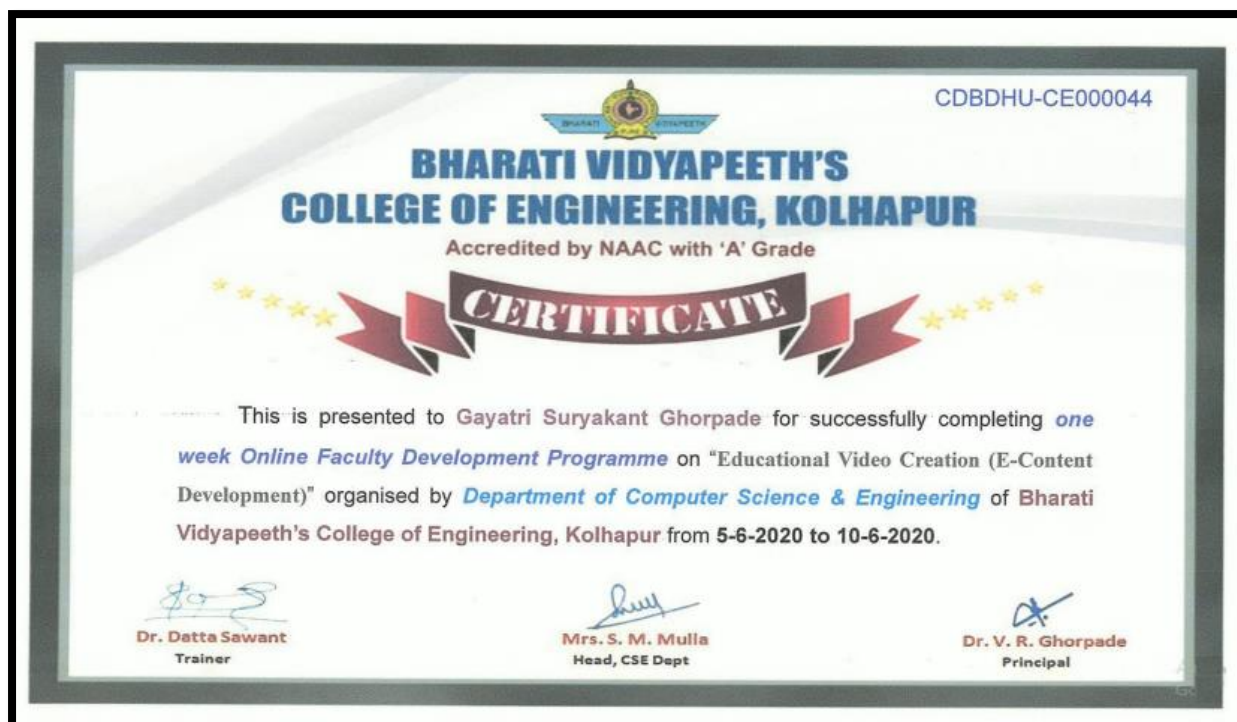 CDBDHU-CE000044
BHARATI VIDYAPEETH
PUNE
BHARATI VIDYAPEETH'S
COLLEGE OF ENGINEERING, KOLHAPUR
Accredited by NAAC with ‘A’ Grade
CERTIFICATE
This is presented to Gayatri Suryakant Ghorpade for successfully completing one
week Online Faculty Development Programme on "Educational Video Creation (E-Content
Development)" organised by Department of Computer Science & Engineering of Bharati
Vidyapeeth's College of Engineering, Kolhapur from 5-6-2020 to 10-6-2020.
Dr. Datta Sawant
Trainer
Mrs. S. M. Mulla
Head, CSE Dept
Dr. V. R. Ghorpade
Principal